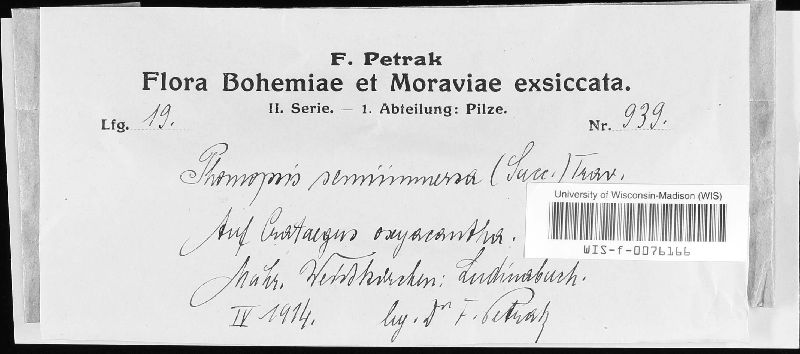 F. Petrak
Flora Bohemiae et Moraviae exsiccata.
II. Serie. — 1. Abteilung: Pilze.
Lfg. 19.
Nr. 939.
Phomopsis semiimmersa (Sacc.) Trav.
University of Wisconsin-Madison (WIS)
WIS-f-0076166
Auf Crataegus oxyacantha.
Mähr. Weisskirchen: Ludinabach.
IV 1914. lg. Dr F. Petrak